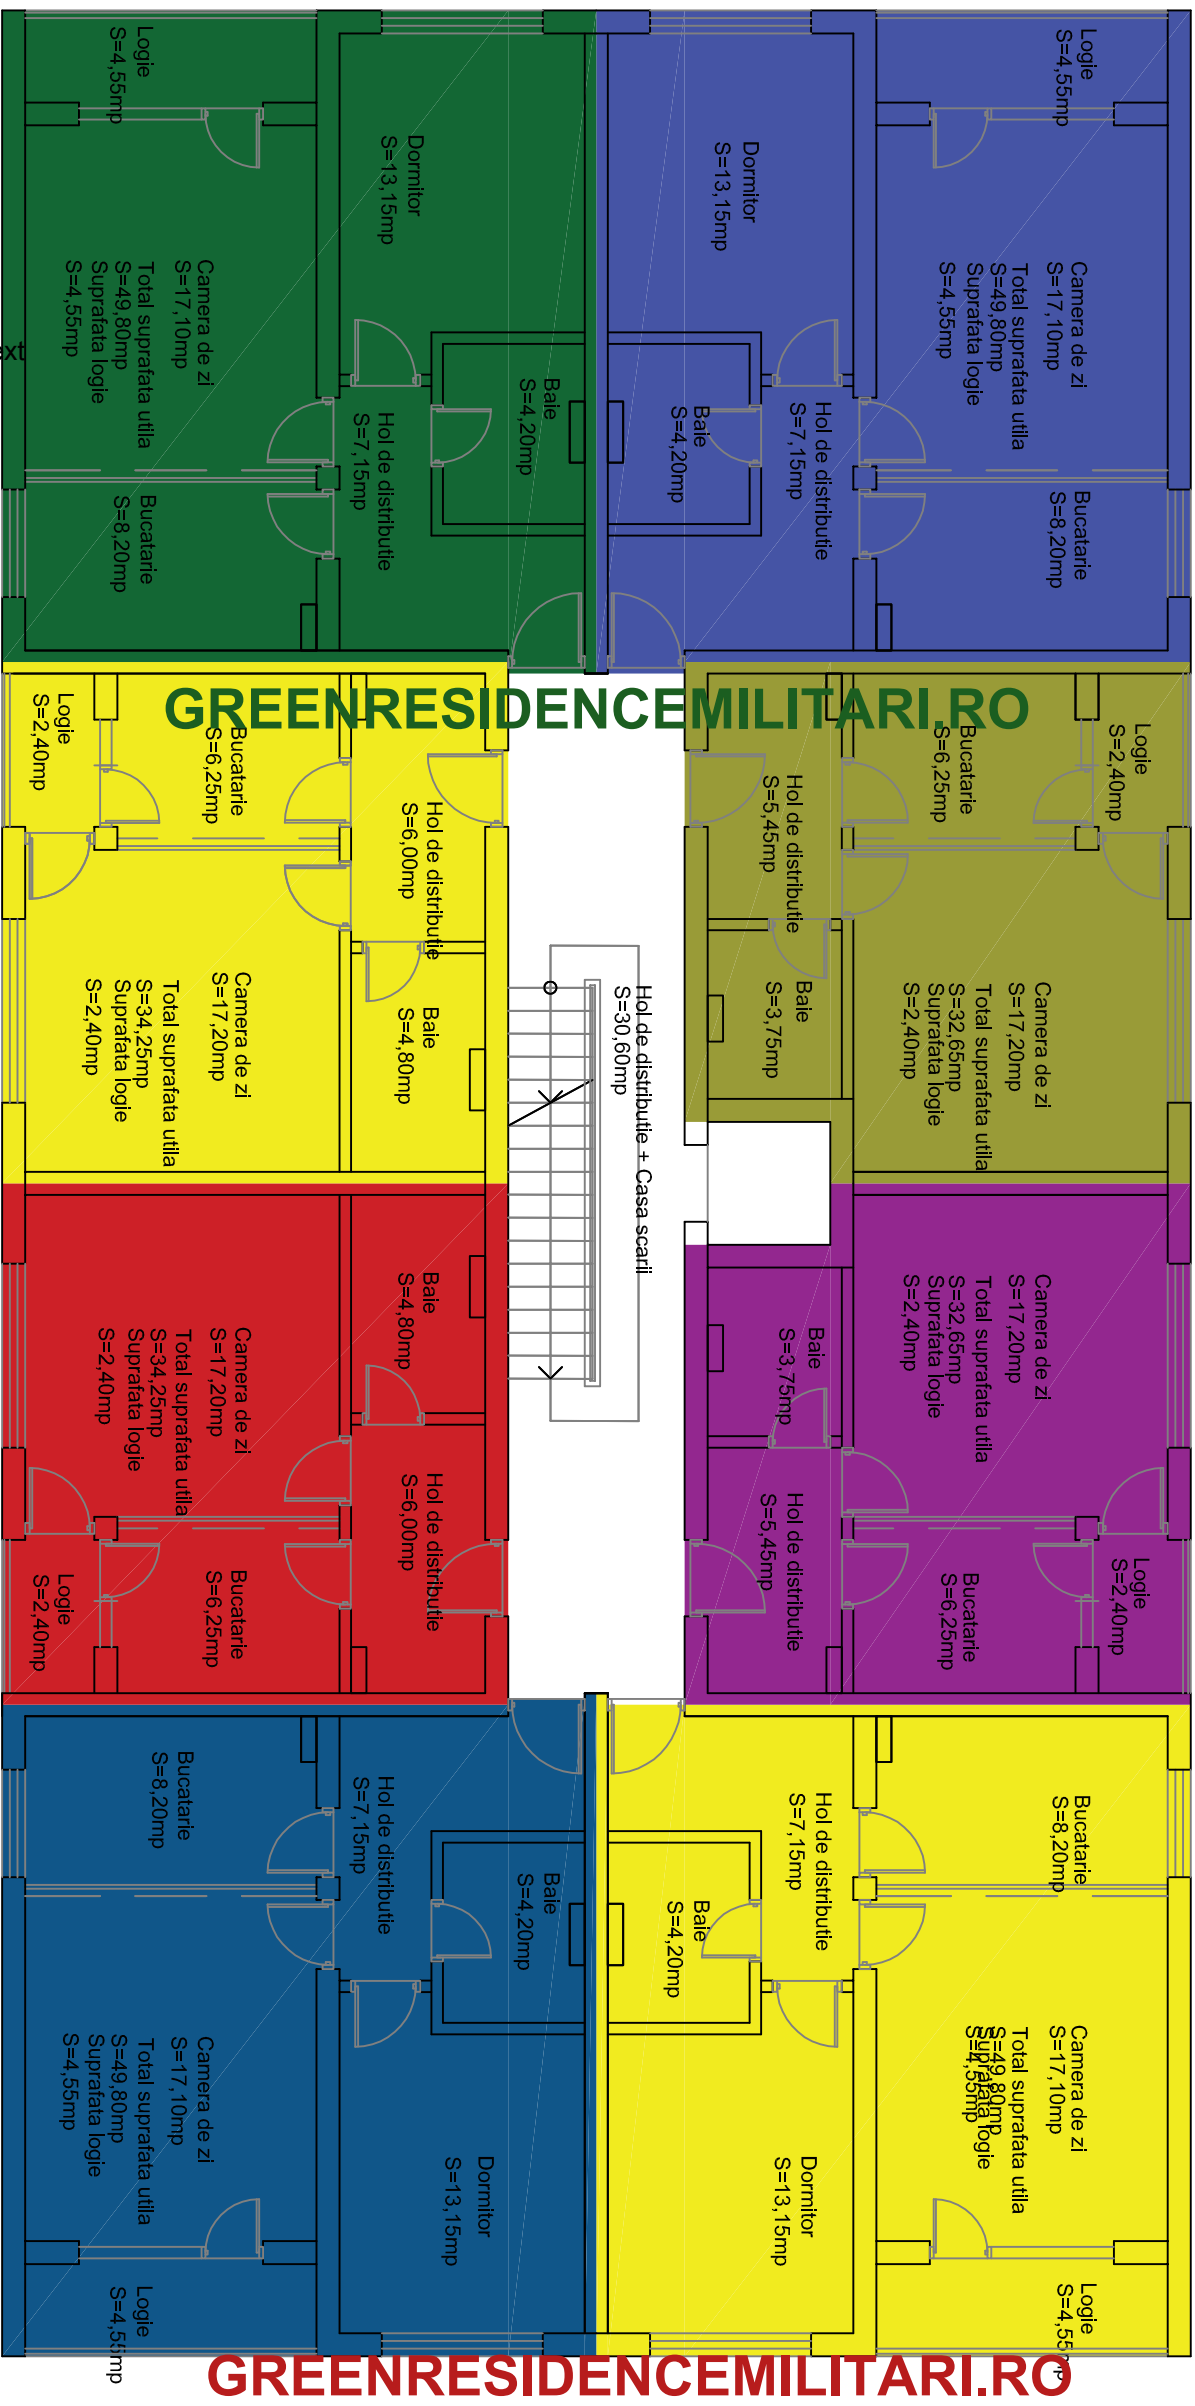 Logie
S=4,55mp
Dormitor
S=13,15mp
Dormitor
S=13,15mp
Logie
S=4,55mp
Camera de zi
S=17,10mp
Total suprafata utila
S=49,80mp
Suprafata logie
S=4,55mp
Camera de zi
S=17,10mp
Total suprafata utila
S=49,80mp
Suprafata logie
S=4,55mp
Baie
S=4,20mp
Baie
S=4,20mp
Hol de distributie
S=7,15mp
Hol de distributie
S=7,15mp
Bucatarie
S=8,20mp
Bucatarie
S=8,20mp
GREENRESIDENCEMILITARI.RO
Logie
S=2,40mp
Bucatarie
S=6,25mp
Hol de distributie
S=6,00mp
Hol de distributie
S=5,45mp
Bucatarie
S=6,25mp
Logie
S=2,40mp
Camera de zi
S=17,20mp
Total suprafata utila
S=34,25mp
Suprafata logie
S=2,40mp
Baie
S=4,80mp
Hol de distributie + Casa scarii
S=30,60mp
Baie
S=3,75mp
Camera de zi
S=17,20mp
Total suprafata utila
S=32,65mp
Suprafata logie
S=2,40mp
Camera de zi
S=17,20mp
Total suprafata utila
S=34,25mp
Suprafata logie
S=2,40mp
Baie
S=4,80mp
Baie
S=3,75mp
Camera de zi
S=17,20mp
Total suprafata utila
S=32,65mp
Suprafata logie
S=2,40mp
Logie
S=2,40mp
Bucatarie
S=6,25mp
Hol de distributie
S=6,00mp
Hol de distributie
S=5,45mp
Bucatarie
S=6,25mp
Logie
S=2,40mp
Bucatarie
S=8,20mp
Hol de distributie
S=7,15mp
Hol de distributie
S=7,15mp
Bucatarie
S=8,20mp
Baie
S=4,20mp
Baie
S=4,20mp
Camera de zi
S=17,10mp
Total suprafata utila
S=49,80mp
Suprafata logie
S=4,55mp
Camera de zi
S=17,10mp
Total suprafata utila
S=49,80mp
Suprafata logie
S=4,55mp
Dormitor
S=13,15mp
Dormitor
S=13,15mp
Logie
S=4,55mp
Logie
S=4,55mp
GREENRESIDENCEMILITARI.RO